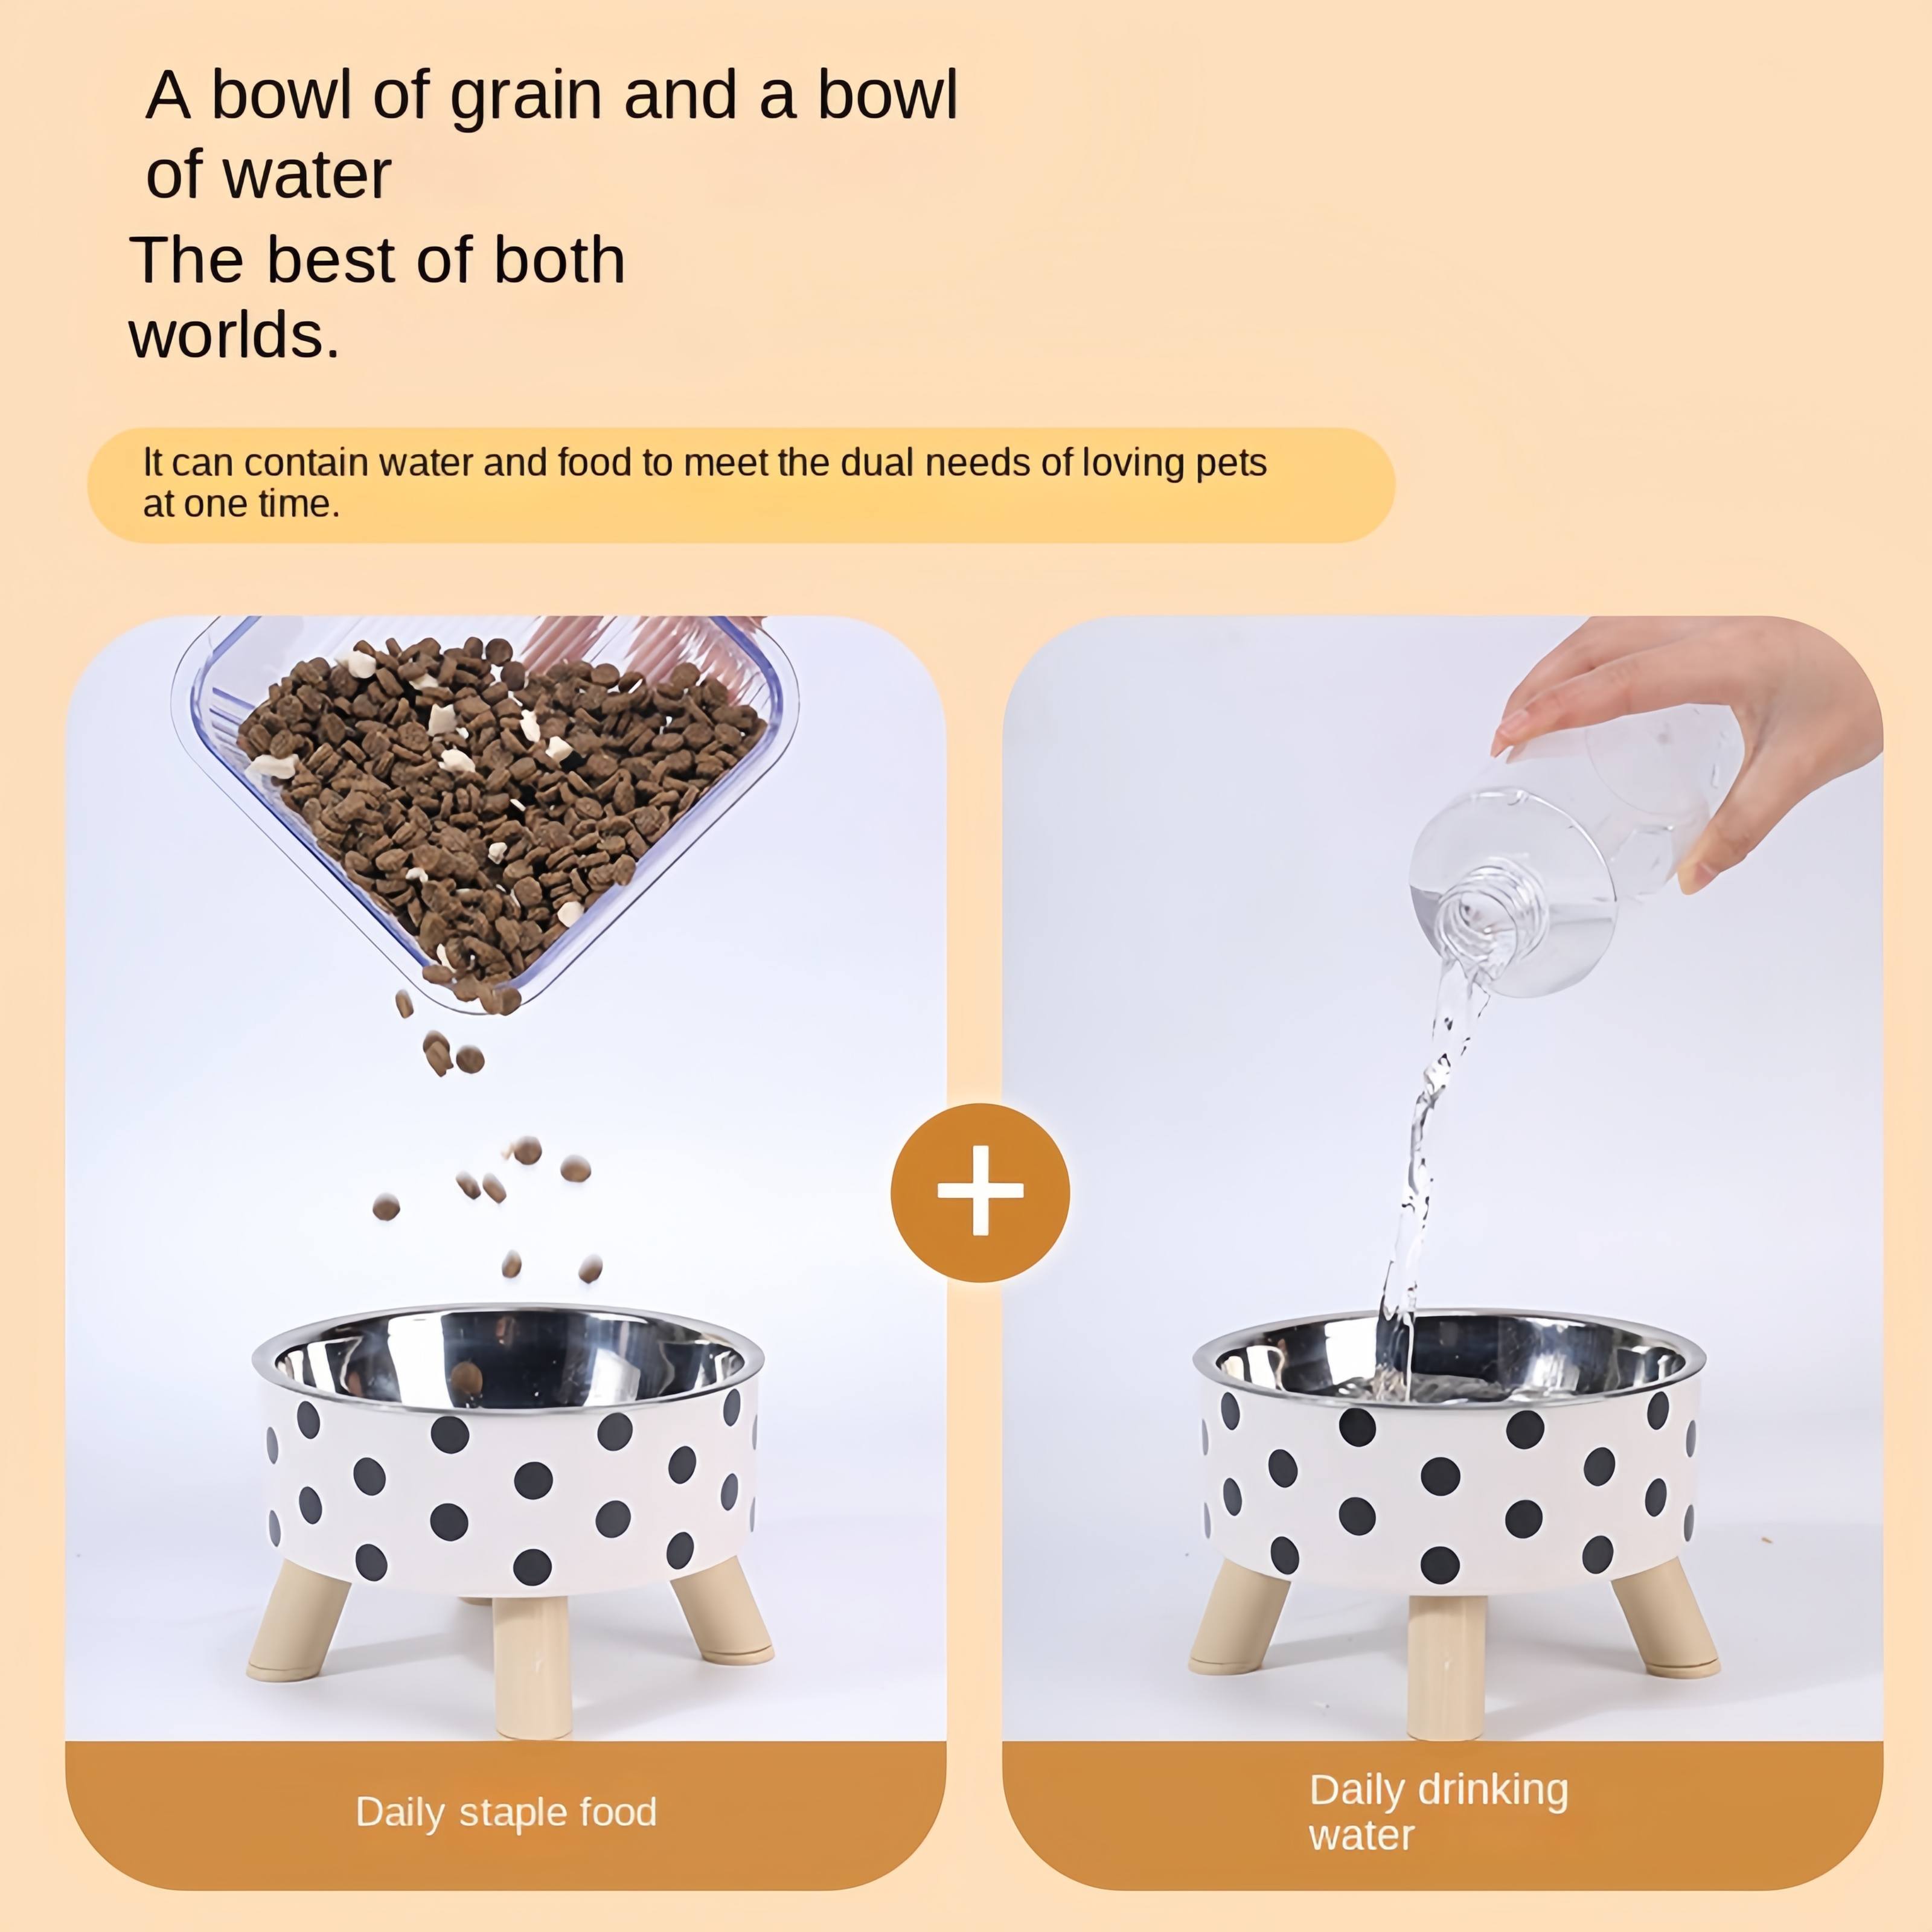 A bowl of grain and a bowl
of water
The best of both
worlds.
It can contain water and food to meet the dual needs of loving pets
at one time.
Daily staple food
Daily drinking
water